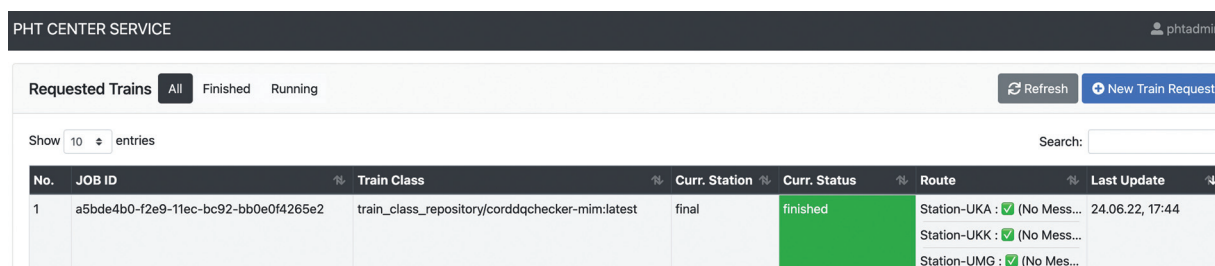 PHT CENTER SERVICE phtadmin
Requested Trains All Finished Running Refresh New Train Request
Show 10 entries Search:
No. JOB ID Train Class Curr. Station Curr. Status Route Last Update
1 a5bde4b0-f2e9-11ec-bc92-bb0e0f4265e2 train_class_repository/corddqchecker-mim:latest final finished Station-UKA : ✅ (No Mess... 24.06.22, 17:44
Station-UKK : ✅ (No Mess...
Station-UMG : ✅ (No Mes...